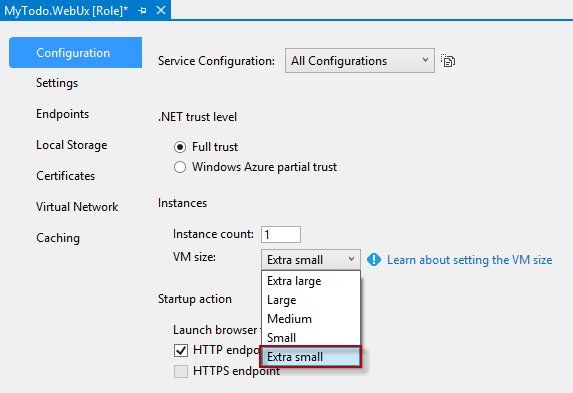 MyTodo.WebUx [Role]*
Configuration
Service Configuration: All Configurations
Settings
Endpoints
.NET trust level
Local Storage
Full trust
Certificates
Windows Azure partial trust
Virtual Network
Instances
Caching
Instance count: 1
VM size: Extra small
Learn about setting the VM size
Extra large
Large
Medium
Small
Extra small
Startup action
Launch browser
HTTP endpo
HTTPS endpoint